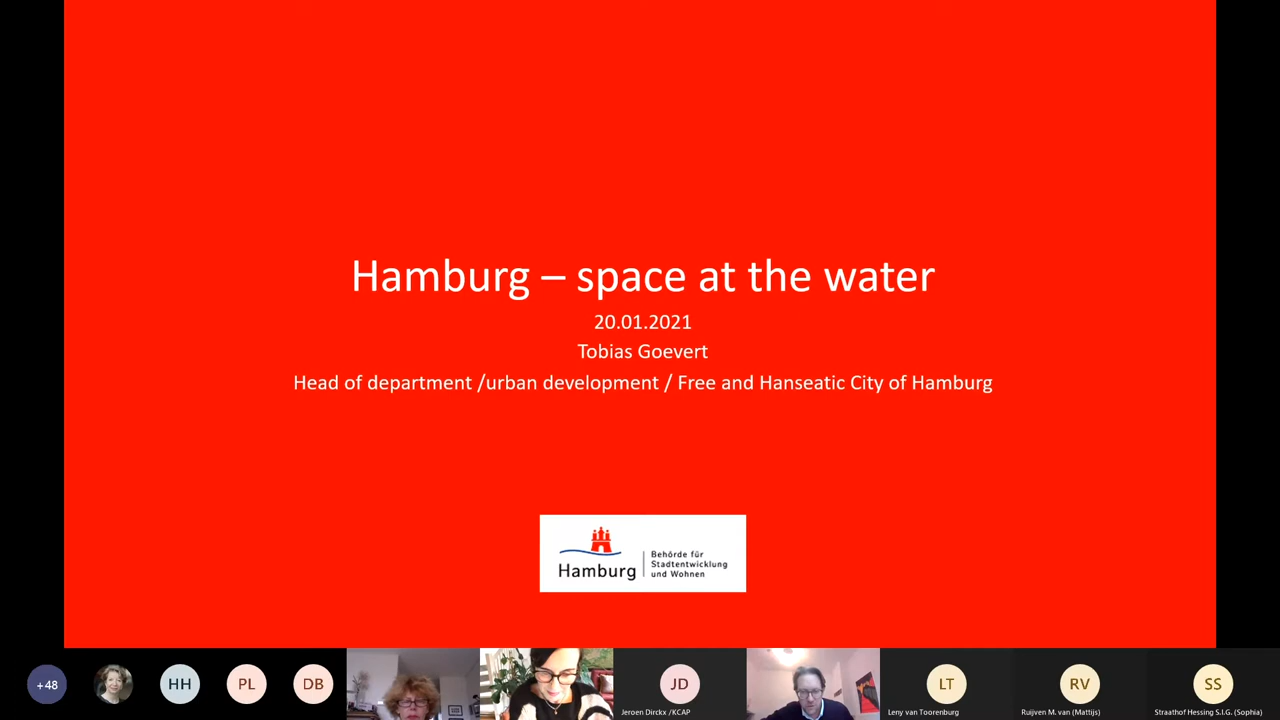 Hamburg – space at the water
20.01.2021
Tobias Goevert
Head of department /urban development / Free and Hanseatic City of Hamburg
Hamburg
Behörde für
Stadtentwicklung
und Wohnen
+48
HH
PL
DB
JD
Jeroen Dirckx /KCAP
LT
Leny van Toorenburg
RV
Ruijven M. van (Mattijs)
SS
Straathof Hessing S.I.G. (Sophia)